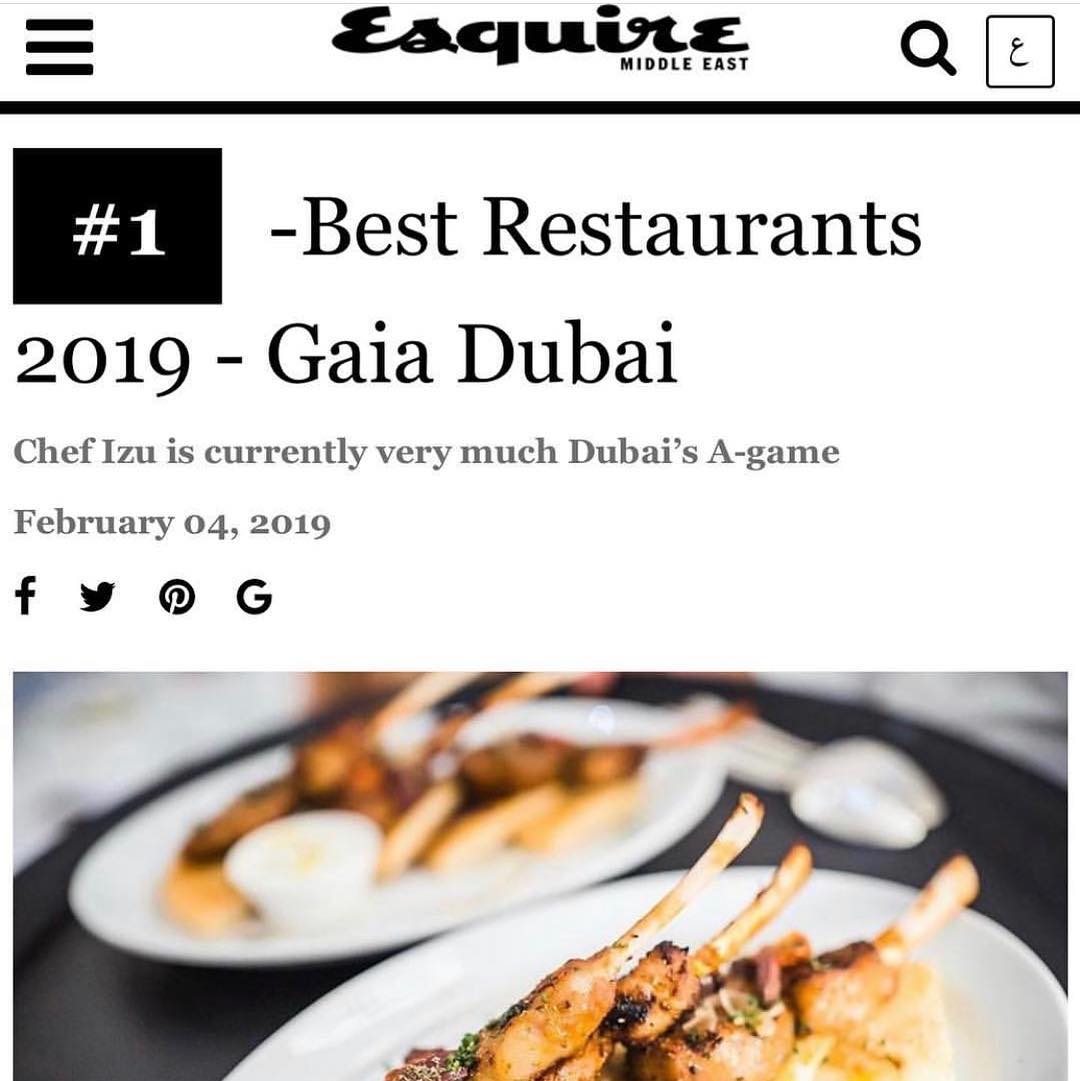 Esquire
MIDDLE EAST
ع
#1 -Best Restaurants
2019 - Gaia Dubai
Chef Izu is currently very much Dubai’s A-game
February 04, 2019